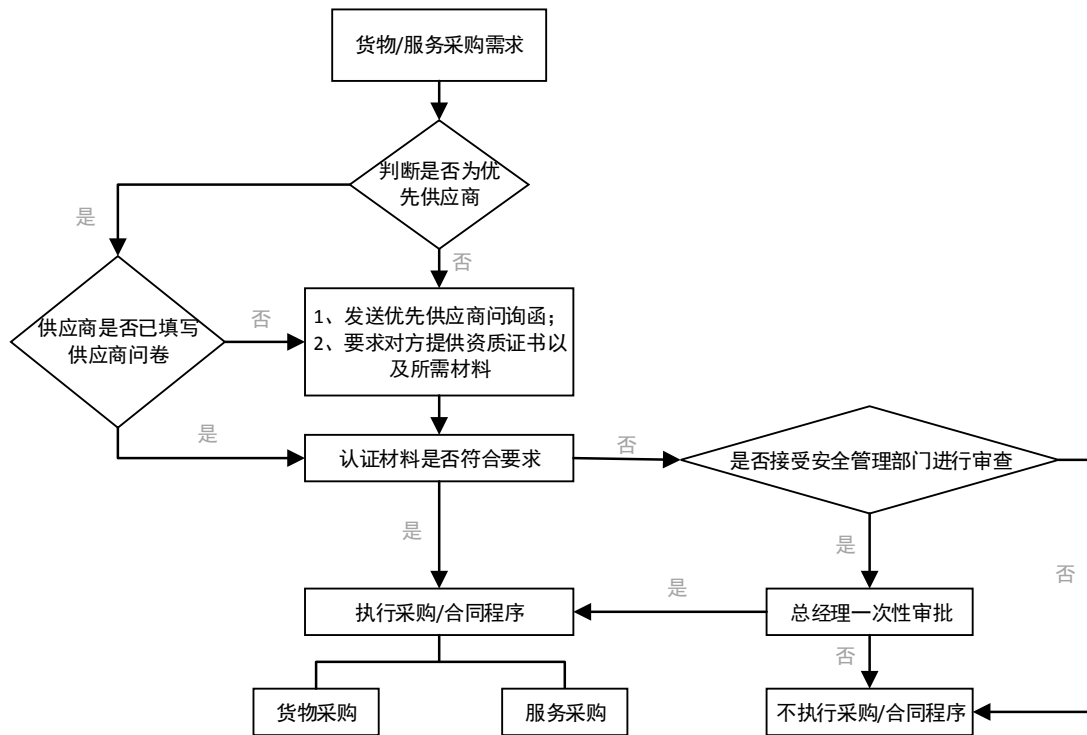 货物/服务采购需求
判断是否为优
先供应商
是
否
供应商是否已填写
供应商问卷
否
1、发送优先供应商问询函；
2、要求对方提供资质证书以
及所需材料
是
认证材料是否符合要求
否
是否接受安全管理部门进行审查
是
是
否
执行采购/合同程序
是
总经理一次性审批
否
货物采购
服务采购
不执行采购/合同程序